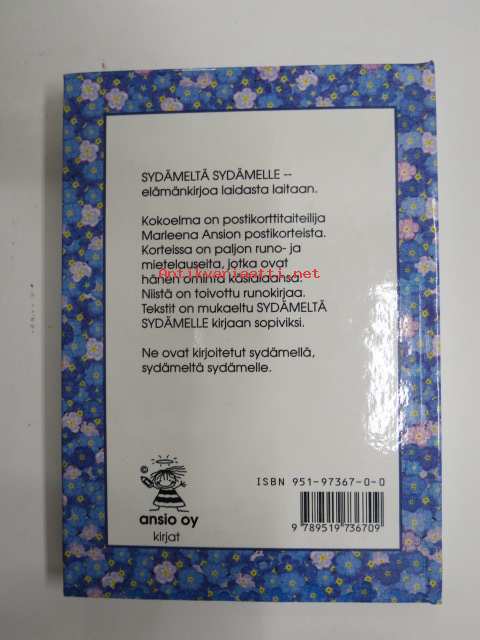 SYDÄMELTÄ SYDÄMELLE --
elämänkirjoa laidasta laitaan.
Kokoelma on postikorttitaiteilija
Marleena Ansion postikorteista.
Korteissa on paljon runo- ja
mietelauseita, jotka ovat
Antikvariaatti.net
hänen ominta käsialaansa.
Niistä on toivottu runokirjaa.
Tekstit on mukaeltu SYDÄMELTÄ
SYDÄMELLE kirjaan sopiviksi.
Ne ovat kirjoitetut sydämellä,
sydämeltä sydämelle.
©
ansio oy
kirjat
ISBN 951-97367-0-0
9 789519 736709